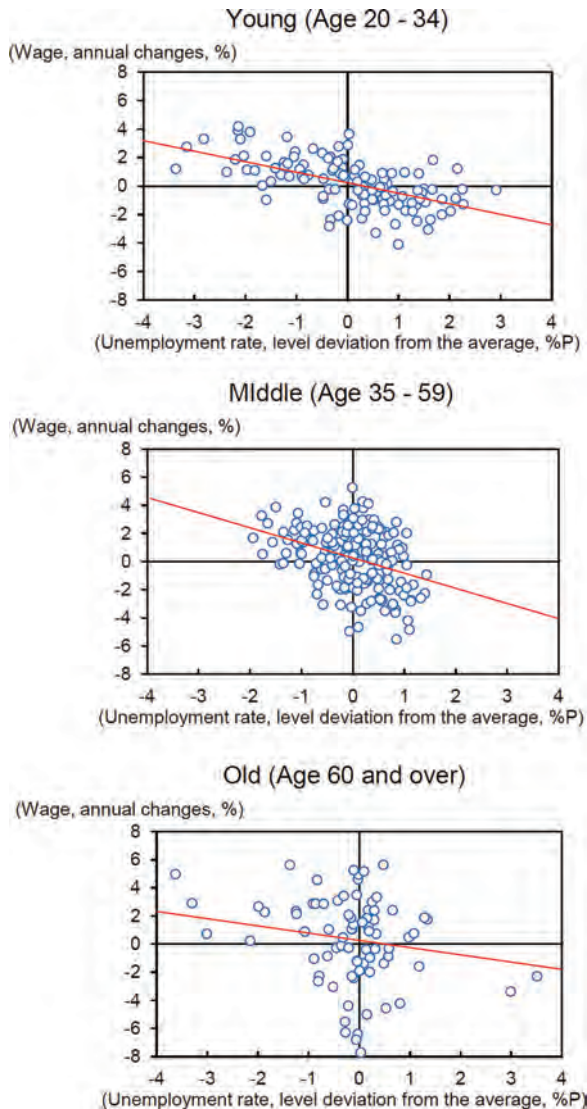 Young (Age 20 - 34)
(Wage, annual changes, %)
8
6
4
2
0
-2
-4
-6
-8
-4 -3 -2 -1 0 1 2 3 4
(Unemployment rate, level deviation from the average, %P)
MIddle (Age 35 - 59)
(Wage, annual changes, %)
8
6
4
2
0
-2
-4
-6
-8
-4 -3 -2 -1 0 1 2 3 4
(Unemployment rate, level deviation from the average, %P)
Old (Age 60 and over)
(Wage, annual changes, %)
8
6
4
2
0
-2
-4
-6
-8
-4 -3 -2 -1 0 1 2 3 4
(Unemployment rate, level deviation from the average, %P)